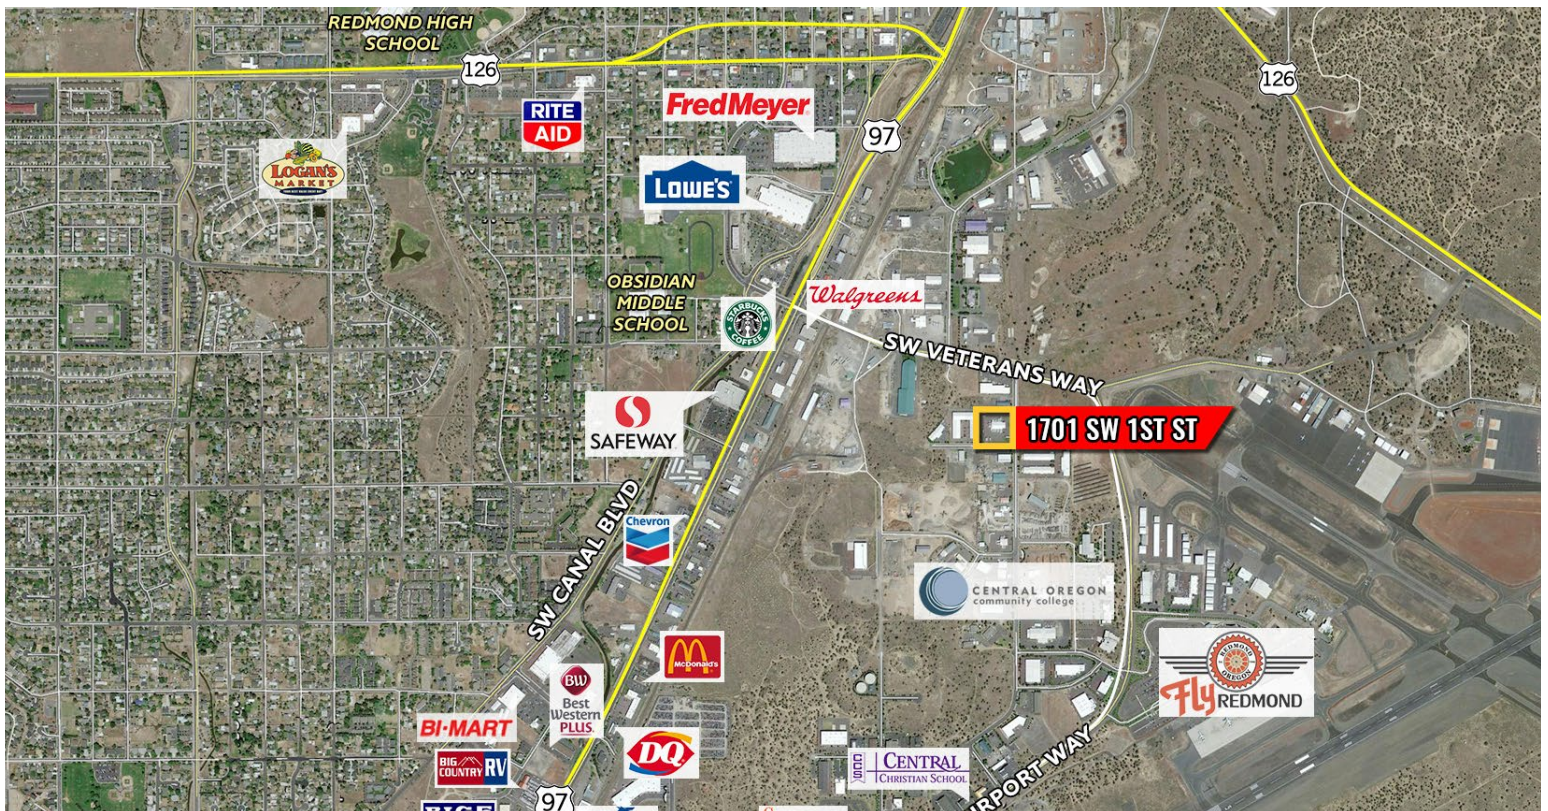 REDMOND HIGH
SCHOOL
126
126
RITE
AID
FredMeyer
97
LOGAN'S
MARKET
LOWE'S
OBSIDIAN
MIDDLE
SCHOOL
STARBUCKS
COFFEE
Walgreens
SW VETERANS WAY
1701 SW 1ST ST
SAFEWAY
SW CANAL BLVD
Chevron
CENTRAL OREGON
community college
McDonald's
REDMOND
OREGON
Fly REDMOND
BW
Best
Western
PLUS
BI-MART
BIG
COUNTRY RV
DQ
CCS
CENTRAL
CHRISTIAN SCHOOL
97